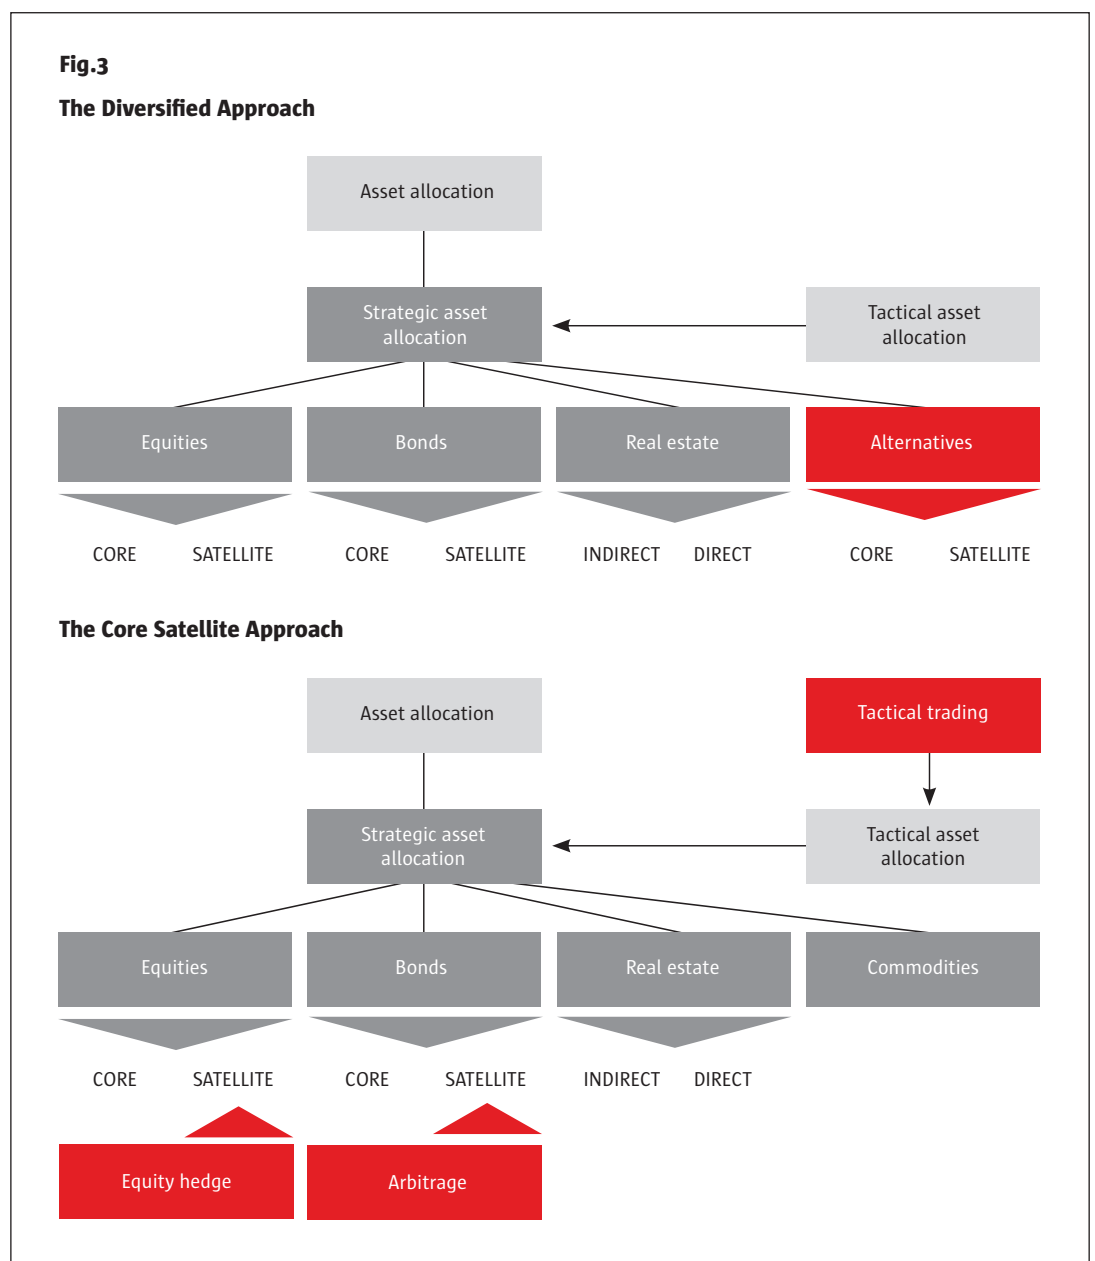 Fig.3
The Diversified Approach
Asset allocation
Strategic asset
allocation
Tactical asset
allocation
Equities
Bonds
Real estate
Alternatives
CORE SATELLITE CORE SATELLITE INDIRECT DIRECT CORE SATELLITE
The Core Satellite Approach
Asset allocation
Tactical trading
Strategic asset
allocation
Tactical asset
allocation
Equities
Bonds
Real estate
Commodities
CORE SATELLITE CORE SATELLITE INDIRECT DIRECT
Equity hedge
Arbitrage